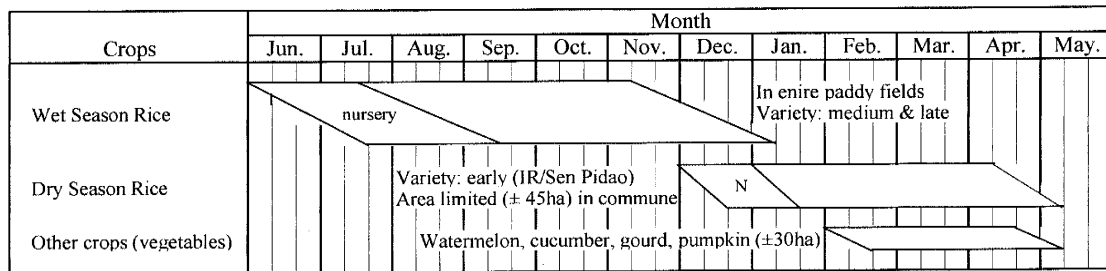 Month
Crops Jun. Jul. Aug. Sep. Oct. Nov. Dec. Jan. Feb. Mar. Apr. May.
Wet Season Rice
nursery
In enire paddy fields
Variety: medium & late
Dry Season Rice
Variety: early (IR/Sen Pidao)
Area limited (± 45ha) in commune
N
Other crops (vegetables)
Watermelon, cucumber, gourd, pumpkin (±30ha)